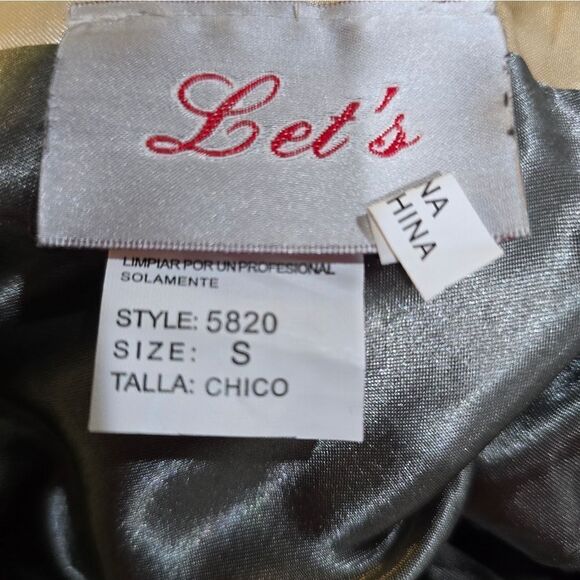 Let's
NA
HINA
LIMPIAR POR UN PROFESIONAL
SOLAMENTE
STYLE: 5820
SIZE: S
TALLA: CHICO